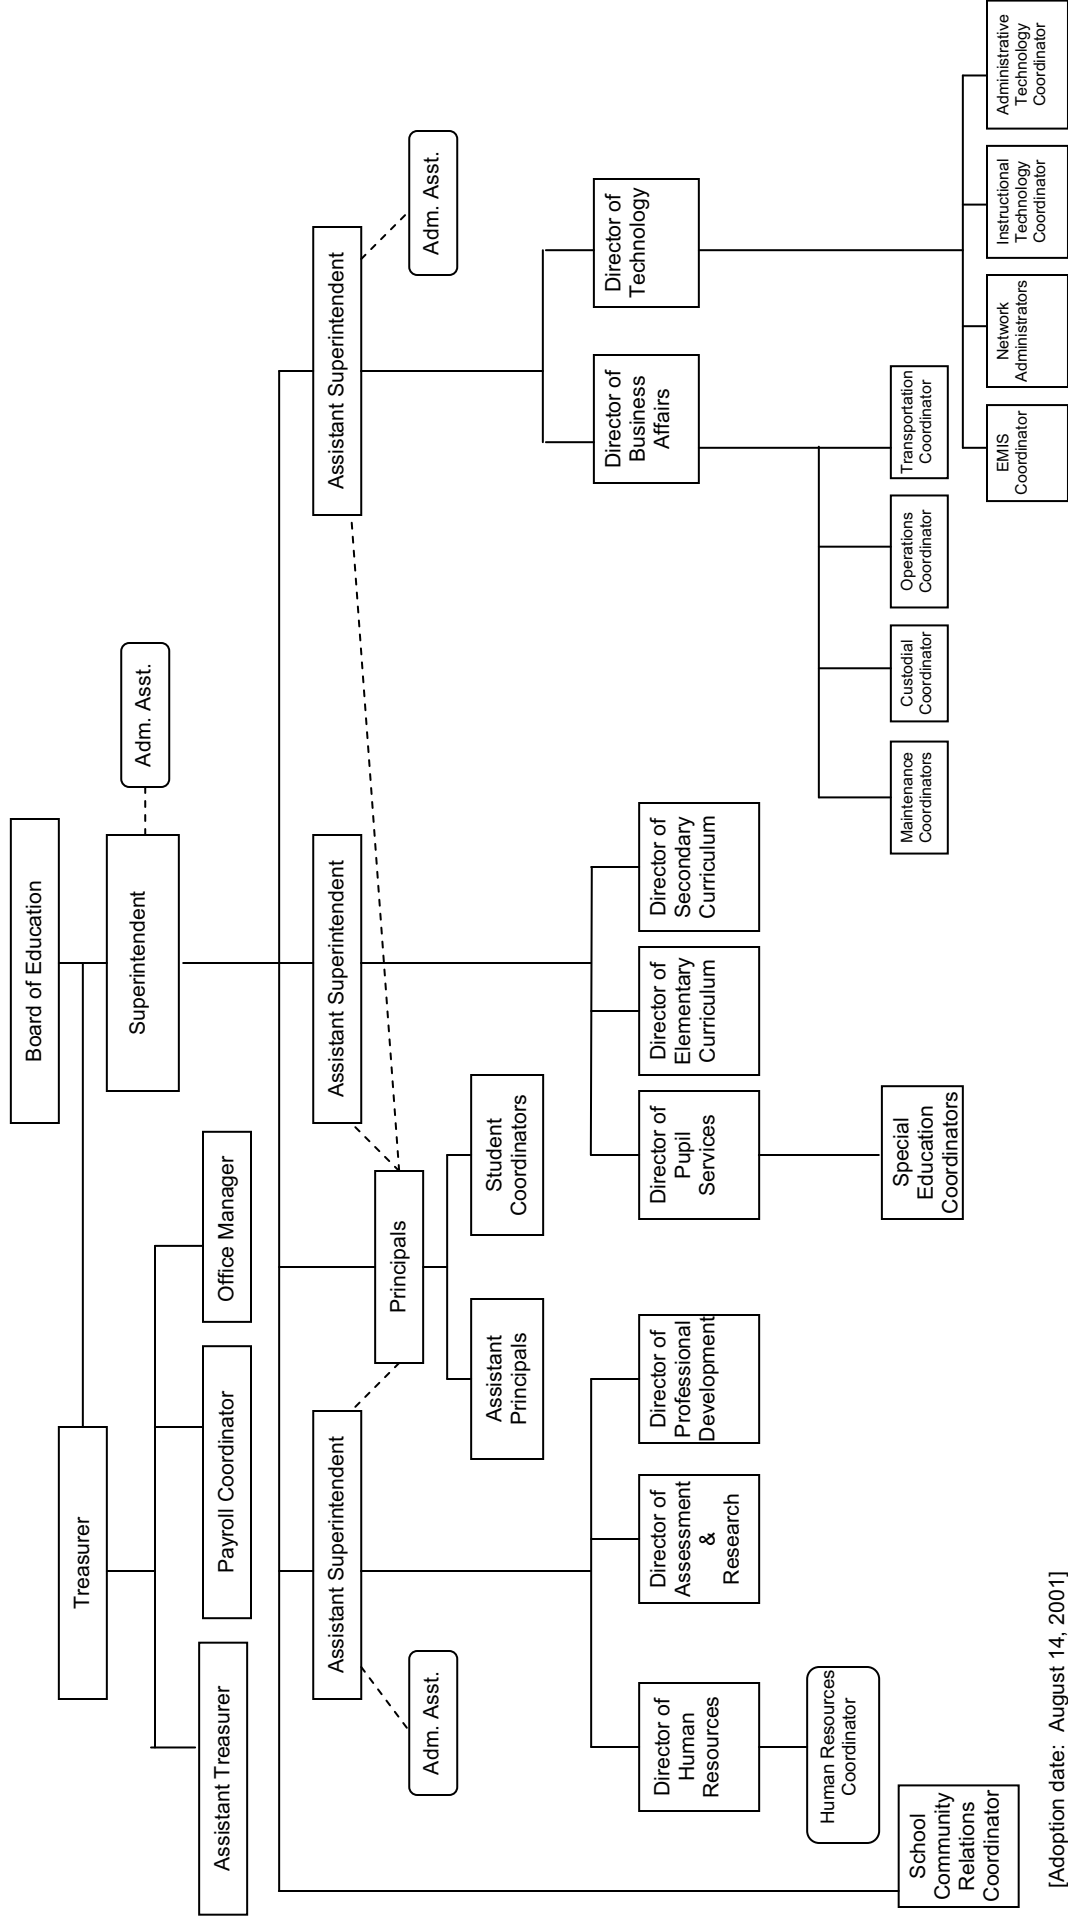 Board of Education
Treasurer
Superintendent
Adm. Asst.
Assistant Treasurer
Payroll Coordinator
Office Manager
Assistant Superintendent
Assistant Superintendent
Assistant Superintendent
Principals
Adm. Asst.
Adm. Asst.
Assistant
Principals
Student
Coordinators
Director of
Human
Resources
Director of
Assessment
&
Research
Director of
Professional
Development
Director of
Pupil
Services
Director of
Elementary
Curriculum
Director of
Secondary
Curriculum
Director of
Business
Affairs
Director of
Technology
Human Resources
Coordinator
Special
Education
Coordinators
Maintenance
Coordinators
Custodial
Coordinator
Operations
Coordinator
Transportation
Coordinator
School
Community
Relations
Coordinator
EMIS
Coordinator
Network
Administrators
Instructional
Technology
Coordinator
Administrative
Technology
Coordinator
[Adoption date: August 14, 2001]